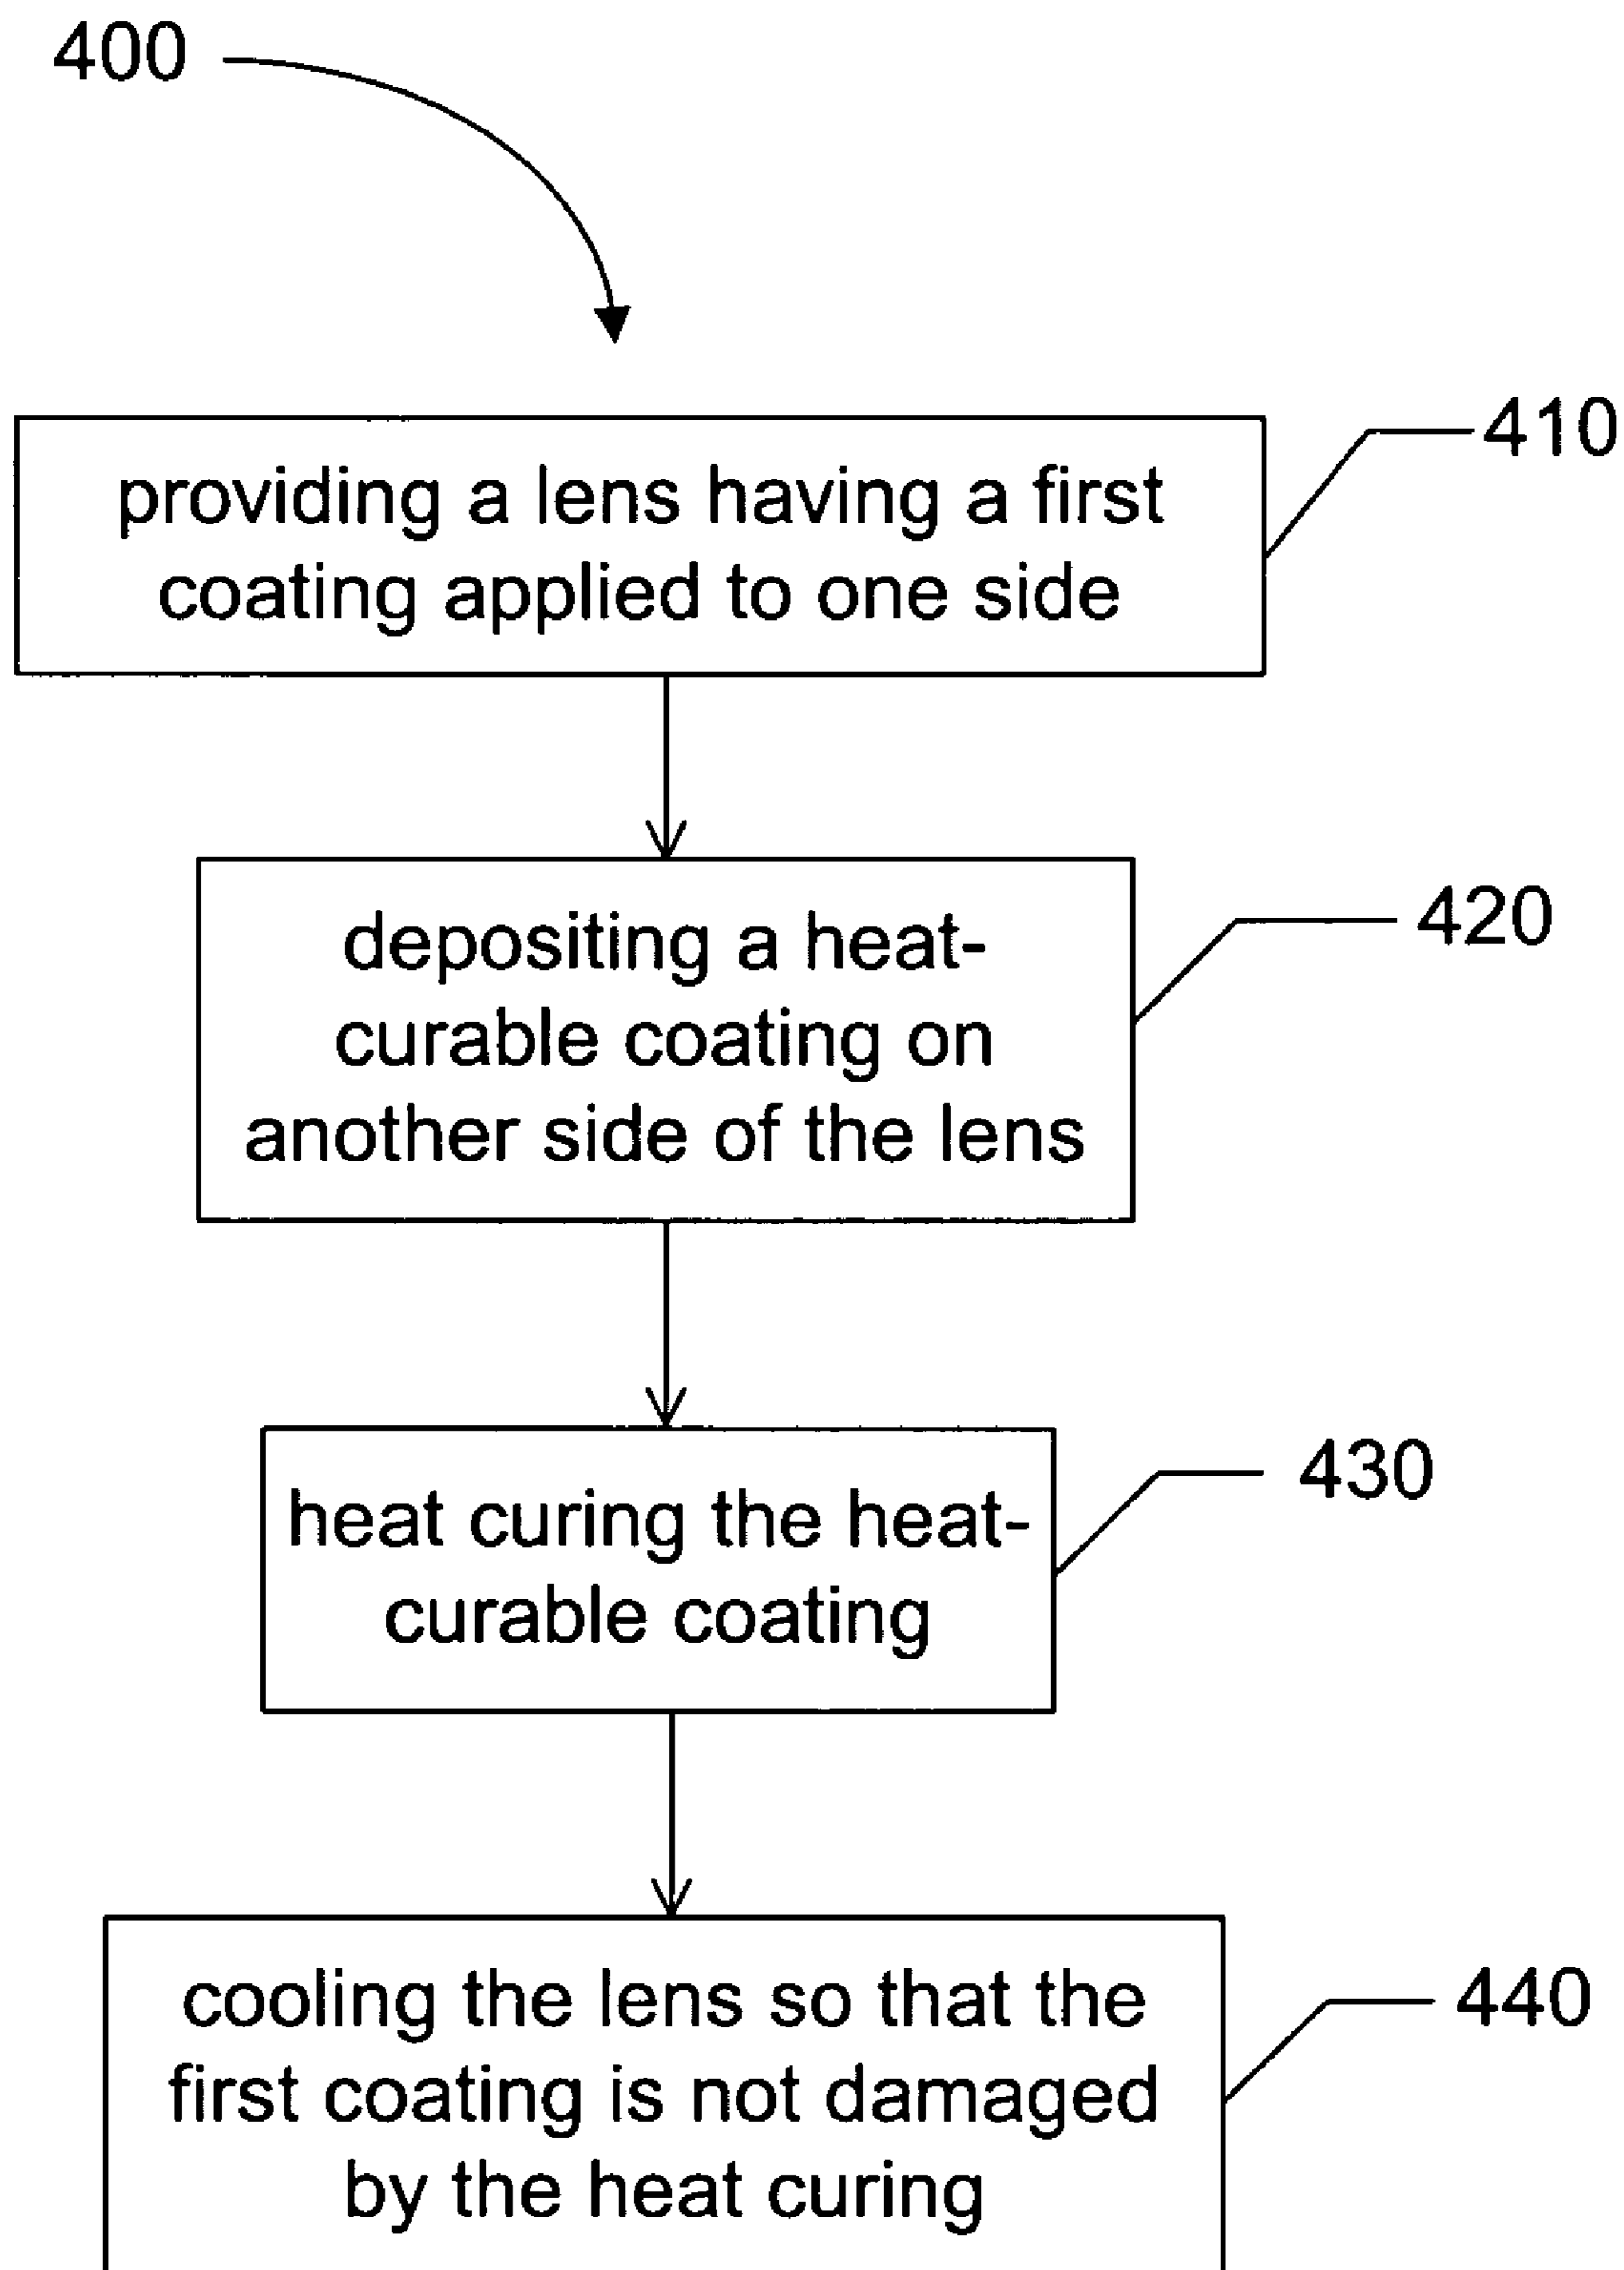 400
410
providing a lens having a first
coating applied to one side
420
depositing a heat-
curable coating on
another side of the lens
430
heat curing the heat-
curable coating
440
cooling the lens so that the
first coating is not damaged
by the heat curing